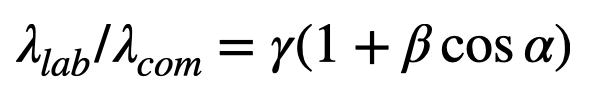 λ_lab/λ_com = γ(1 + β cos α)